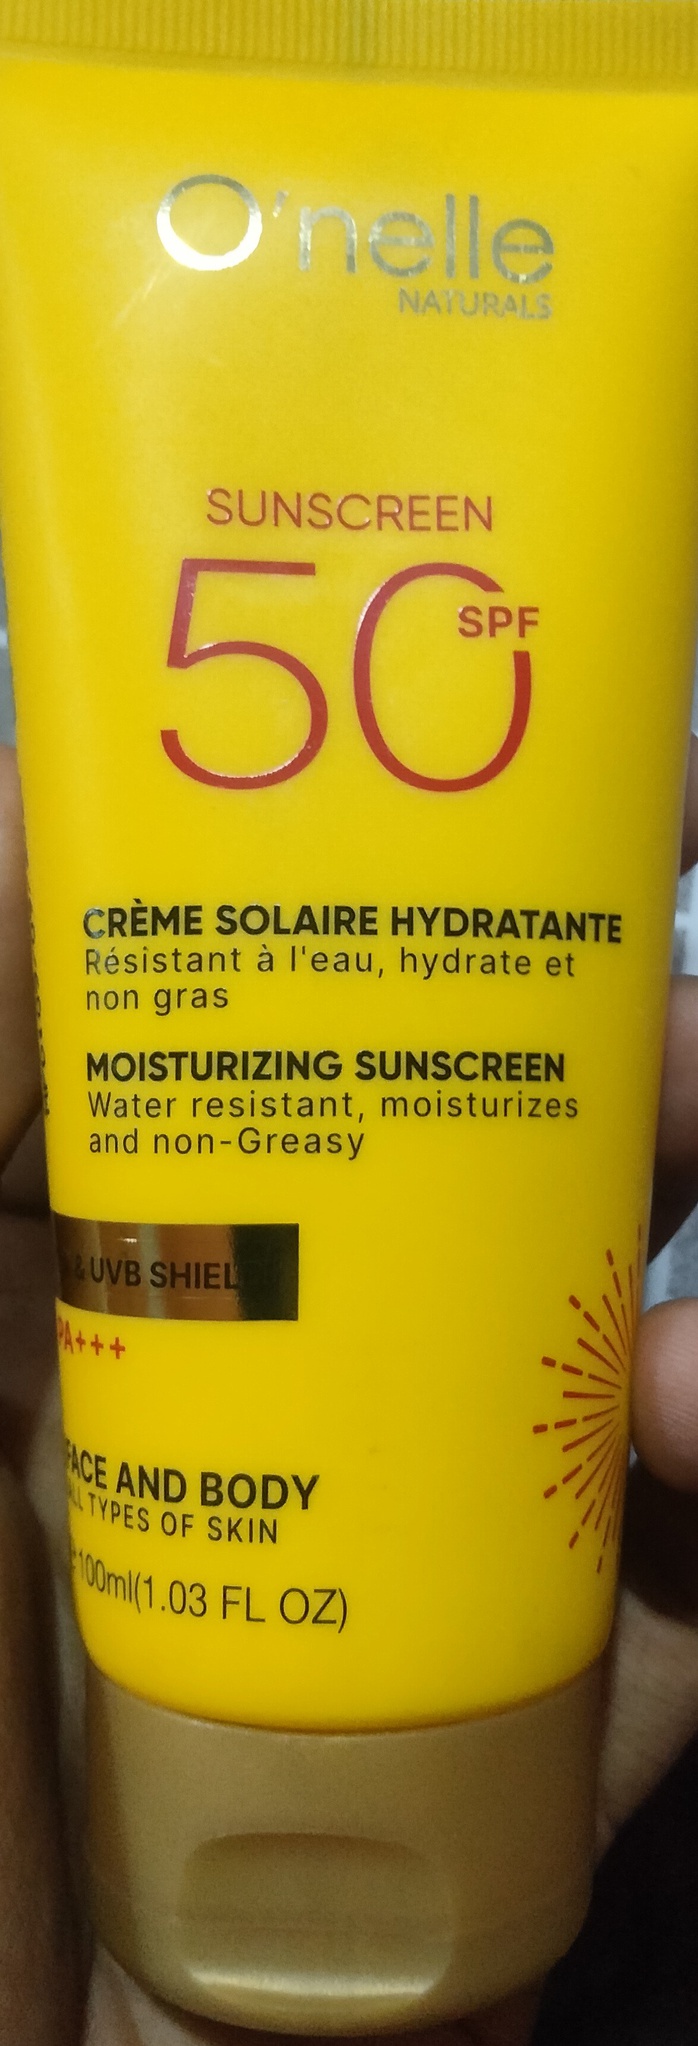 O'nelle
NATURALS
SUNSCREEN
50
SPF
CRÈME SOLAIRE HYDRATANTE
Résistant à l'eau, hydrate et
non gras
MOISTURIZING SUNSCREEN
Water resistant, moisturizes
and non-Greasy
& UVB SHIEL
PA+++
FACE AND BODY
ALL TYPES OF SKIN
100ml(1.03 FL OZ)